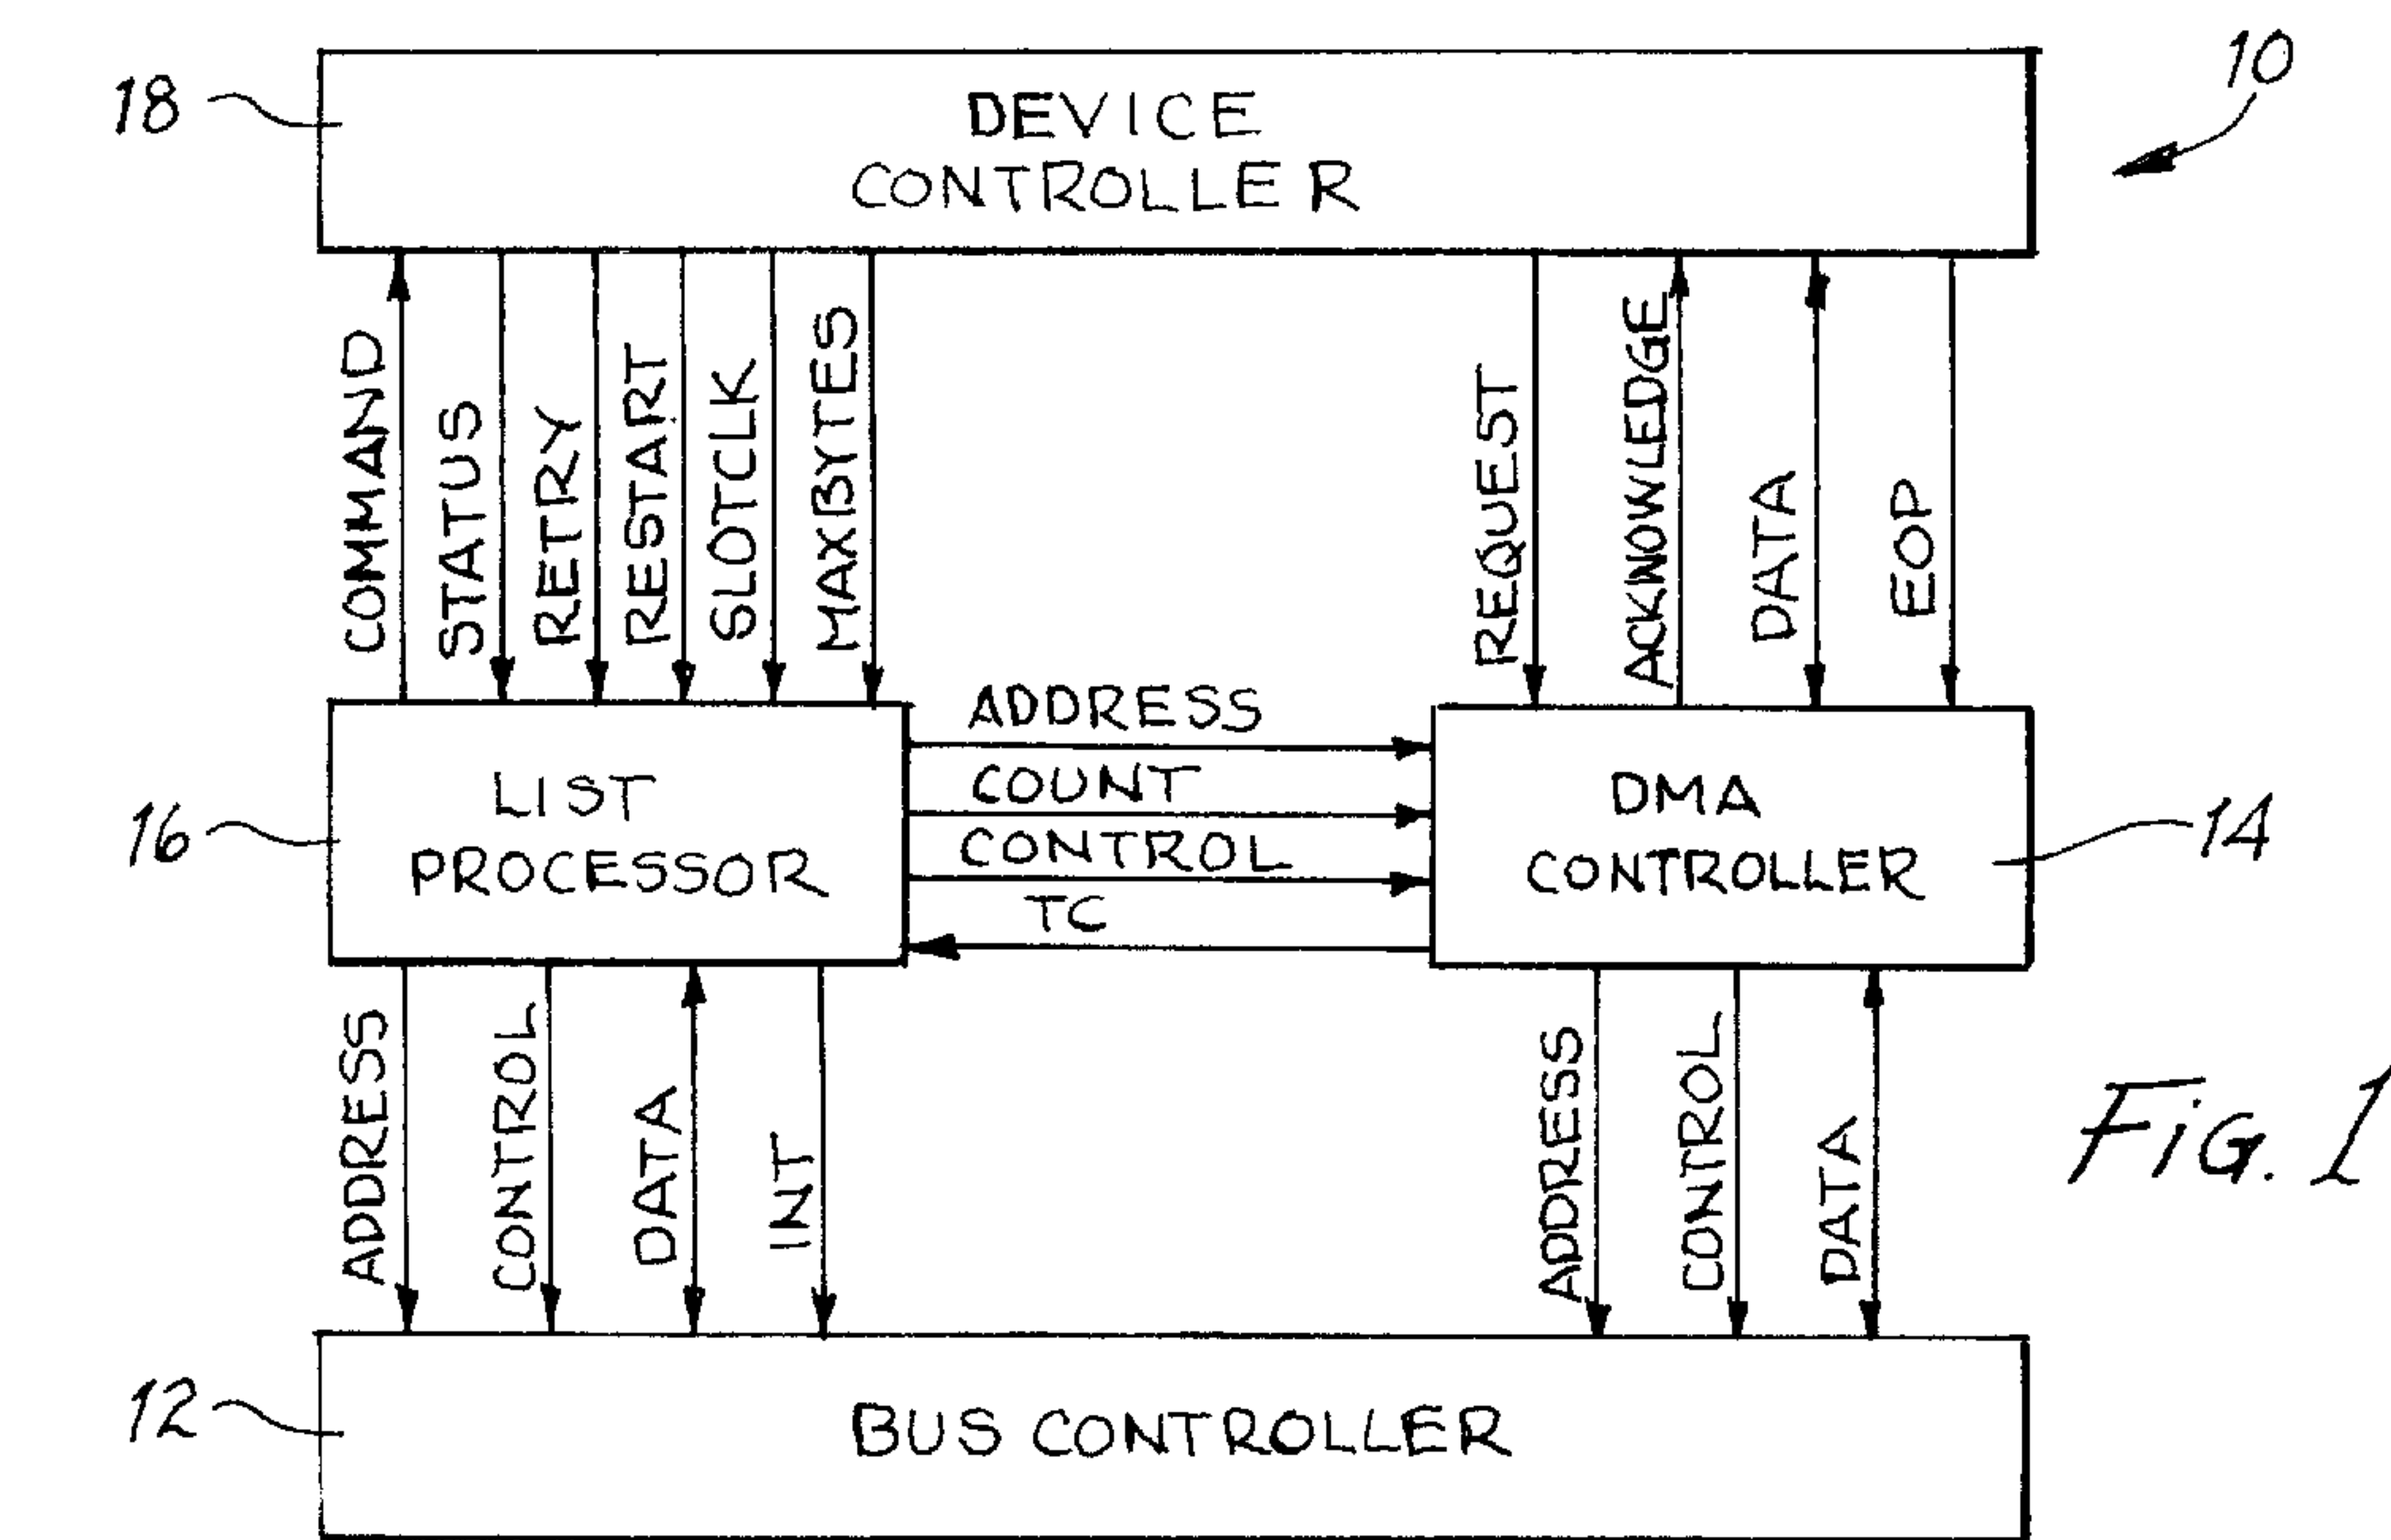 10
18
DEVICE
CONTROLLER
COMMAND
STATUS
RETRY
RESTART
SLOTCLK
MAXBYTES
REQUEST
ACKNOWLEDGE
DATA
EOP
ADDRESS
COUNT
CONTROL
TC
16
LIST
PROCESSOR
DMA
CONTROLLER
14
ADDRESS
CONTROL
DATA
INT
ADDRESS
CONTROL
DATA
FiG. 1
12
BUS CONTROLLER